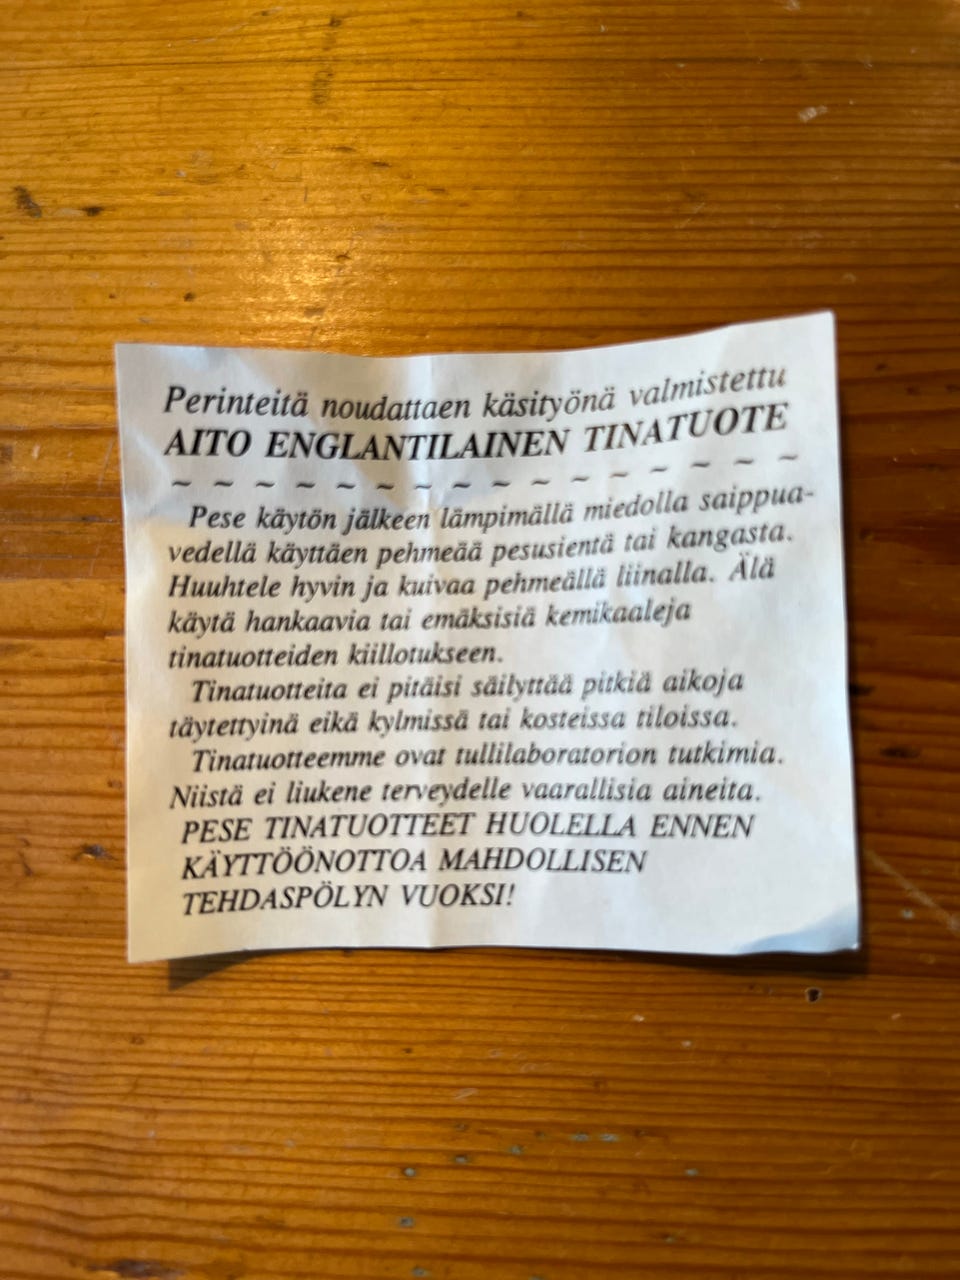 Perinteitä noudattaen käsityönä valmistettu
AITO ENGLANTILAINEN TINATUOTE
~ ~ ~ ~ ~ ~ ~ ~ ~ ~ ~ ~ ~ ~ ~ ~
Pese käytön jälkeen lämpimällä miedolla saippua-
vedellä käyttäen pehmeää pesusientä tai kangasta.
Huuhtele hyvin ja kuivaa pehmeällä liinalla. Älä
käytä hankaavia tai emäksisiä kemikaaleja
tinatuotteiden kiillotukseen.
Tinatuotteita ei pitäisi säilyttää pitkiä aikoja
täytettyinä eikä kylmissä tai kosteissa tiloissa.
Tinatuotteemme ovat tullilaboratorion tutkimia.
Niistä ei liukene terveydelle vaarallisia aineita.
PESE TINATUOTTEET HUOLELLA ENNEN
KÄYTTÖÖNOTTOA MAHDOLLISEN
TEHDASPÖLYN VUOKSI!